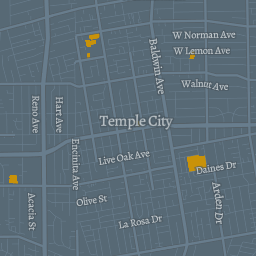 W Norman Ave
W Lemon Ave
Baldwin Ave
Walnut Ave
Reno Ave
Hart Ave
Temple City
Encinita Ave
Live Oak Ave
Daines Dr
Acacia St
Olive St
Arden Dr
La Rosa Dr